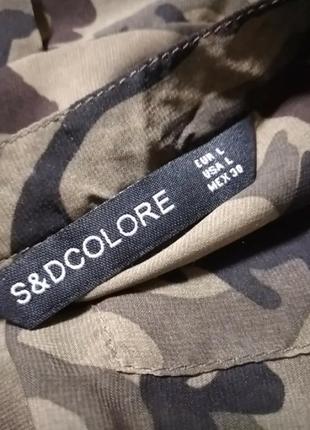 S&DCOLORE
EUR L
USA L
MEX 30